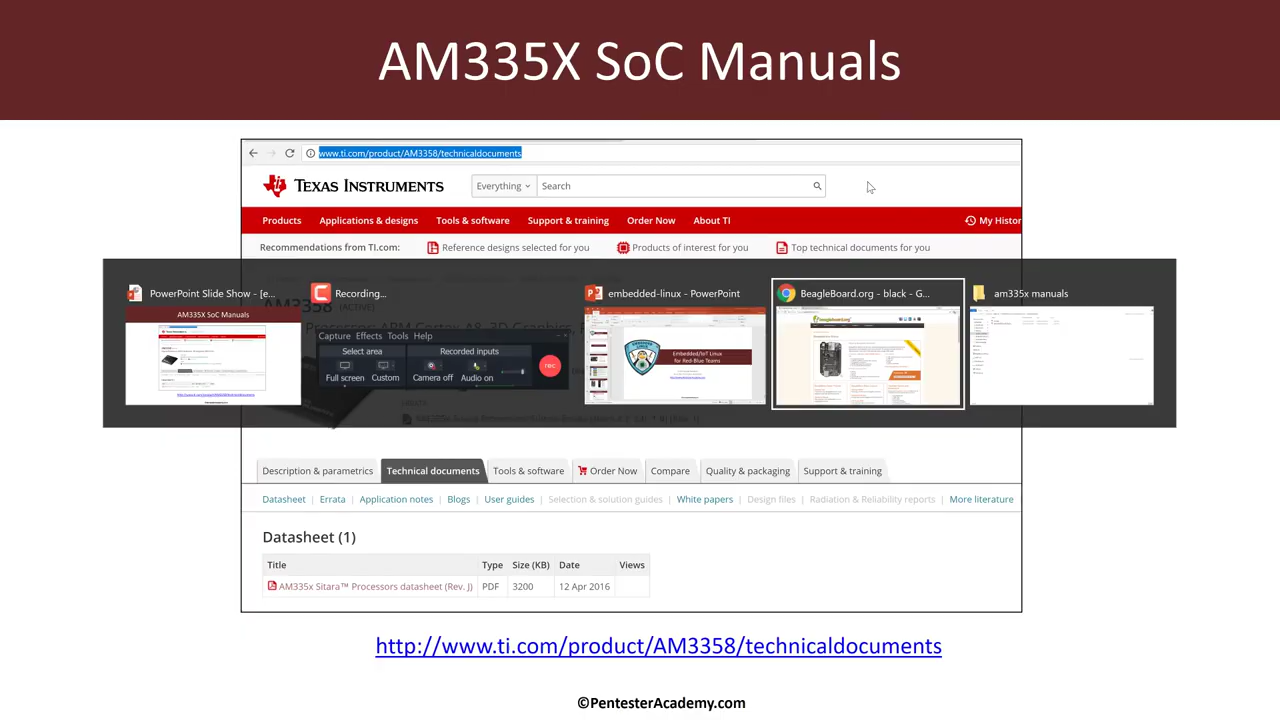 AM335X SoC Manuals
www.ti.com/product/AM3358/technicaldocuments
TEXAS INSTRUMENTS
Everything
Search
Products
Applications & designs
Tools & software
Support & training
Order Now
About TI
My Histor
Recommendations from TI.com:
Reference designs selected for you
Products of interest for you
Top technical documents for you
PowerPoint Slide Show - [e...
Recording...
embedded-linux - PowerPoint
BeagleBoard.org - black - G...
am335x manuals
AM335X SoC Manuals
Capture Effects Tools Help
Select area
Recorded inputs
Full screen
Custom
Camera off
Audio on
rec
Embedded/IoT Linux
for Red-Blue Teams
Description & parametrics
Technical documents
Tools & software
Order Now
Compare
Quality & packaging
Support & training
Datasheet | Errata | Application notes | Blogs | User guides | Selection & solution guides | White papers | Design files | Radiation & Reliability reports | More literature
Datasheet (1)
Title Type Size (KB) Date Views
AM335x Sitara™ Processors datasheet (Rev. J) PDF 3200 12 Apr 2016
http://www.ti.com/product/AM3358/technicaldocuments
©PentesterAcademy.com